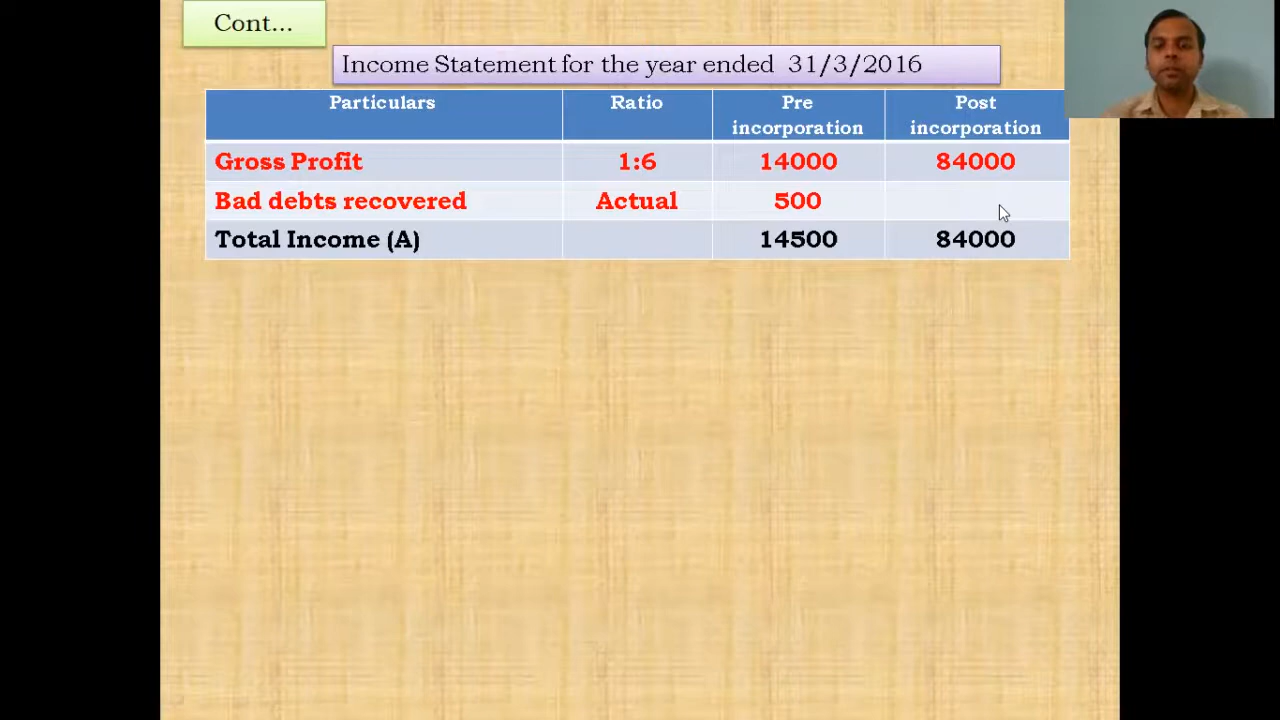 Cont...
Income Statement for the year ended 31/3/2016
Particulars Ratio Pre incorporation Post incorporation
Gross Profit 1:6 14000 84000
Bad debts recovered Actual 500
Total Income (A) 14500 84000